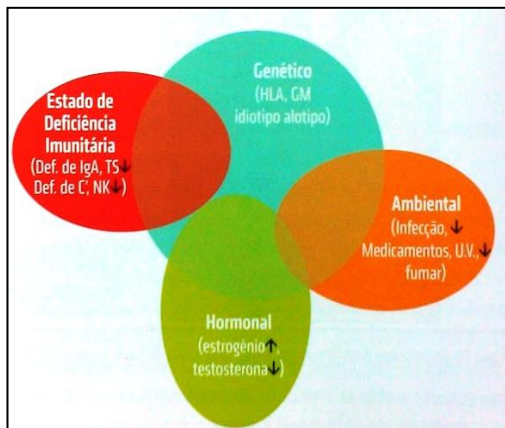 Genético
(HLA, GM
idiotipo alotipo)
Estado de
Deficiência
Imunitária
(Def. de IgA, TS↓
Def. de C', NK↓)
Ambiental
(Infecção, ↓
Medicamentos, U.V., ↓
fumar)
Hormonal
(estrogénio↑,
testosterona↓)